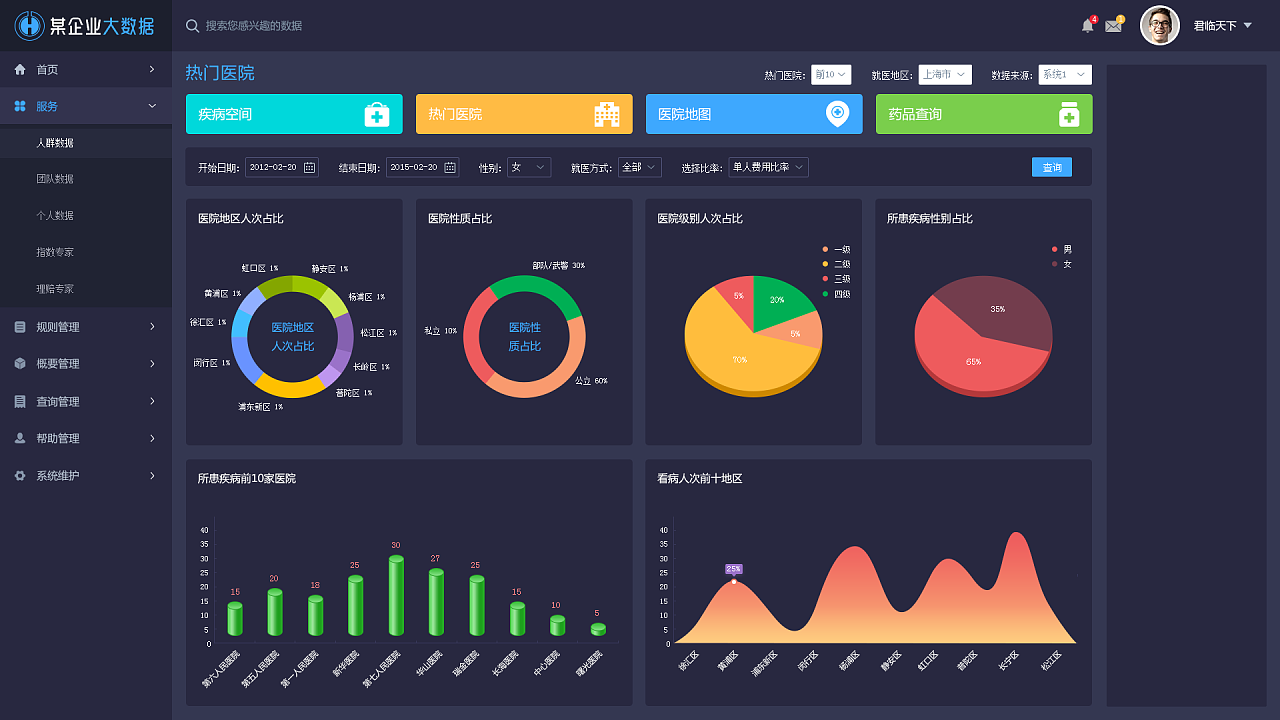 某企业大数据
搜索您感兴趣的数据
4
君临天下
首页
服务
人群数据
团队数据
个人数据
指数专家
理赔专家
规则管理
概要管理
查询管理
帮助管理
系统维护
热门医院
热门医院: 前10 就医地区: 上海市 数据来源: 系统1
疾病空间
热门医院
医院地图
药品查询
开始日期: 2012-02-20 结束日期: 2015-02-20 性别: 女 就医方式: 全部 选择比率: 单人费用比率 查询
医院地区人次占比
虹口区 1%
静安区 1%
黄浦区 1%
杨浦区 1%
徐汇区 1%
松江区 1%
闵行区 1%
长岭区 1%
浦东新区 1%
普陀区 1%
医院地区
人次占比
医院性质占比
部队/武警 30%
私立 10%
公立 60%
医院性
质占比
医院级别人次占比
一级
二级
三级
四级
5%
20%
5%
70%
所患疾病性别占比
男
女
35%
65%
所患疾病前10家医院
40
35
30
25
20
15
10
5
0
15
20
18
25
30
27
25
15
10
5
第六人民医院
第五人民医院
第一人民医院
新华医院
第七人民医院
华山医院
瑞金医院
长海医院
中心医院
曙光医院
看病人次前十地区
40
35
30
25
20
15
10
5
0
25%
徐汇区
黄浦区
浦东新区
闵行区
杨浦区
静安区
虹口区
普陀区
长宁区
松江区